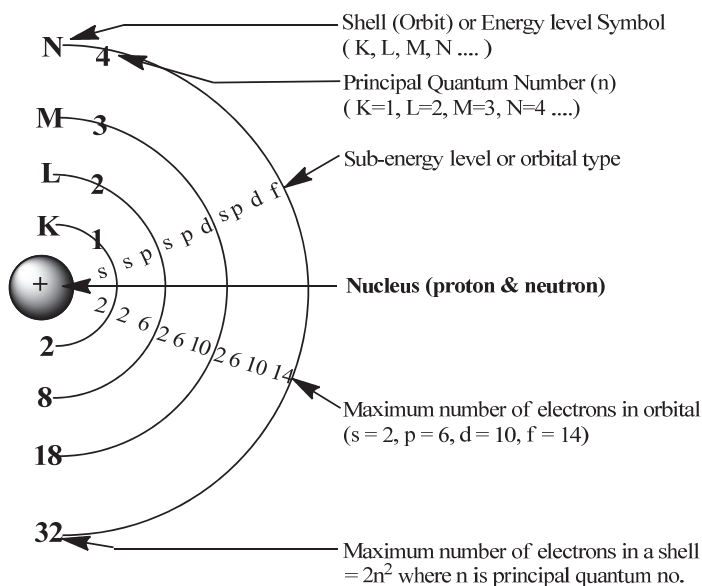 Shell (Orbit) or Energy level Symbol
( K, L, M, N .... )
N 4
Principal Quantum Number (n)
( K=1, L=2, M=3, N=4 ....)
M 3
Sub-energy level or orbital type
L 2
K 1
s s p s p d s p d f
+
Nucleus (proton & neutron)
2 2 6 2 6 10 2 6 10 14
2
8
Maximum number of electrons in orbital
(s = 2, p = 6, d = 10, f = 14)
18
32
Maximum number of electrons in a shell
= 2n² where n is principal quantum no.